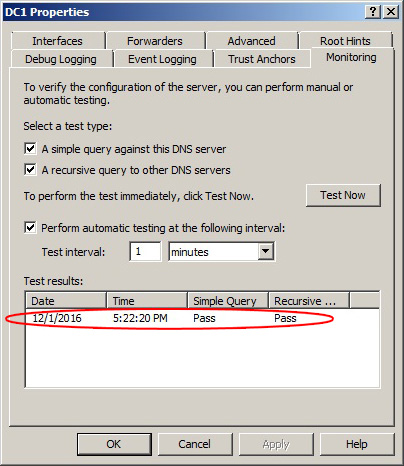 DC1 Properties
Interfaces Forwarders Advanced Root Hints
Debug Logging Event Logging Trust Anchors Monitoring
To verify the configuration of the server, you can perform manual or
automatic testing.
Select a test type:
A simple query against this DNS server
A recursive query to other DNS servers
To perform the test immediately, click Test Now. Test Now
Perform automatic testing at the following interval:
Test interval: 1 minutes
Test results:
Date Time Simple Query Recursive ...
12/1/2016 5:22:20 PM Pass Pass
OK Cancel Apply Help